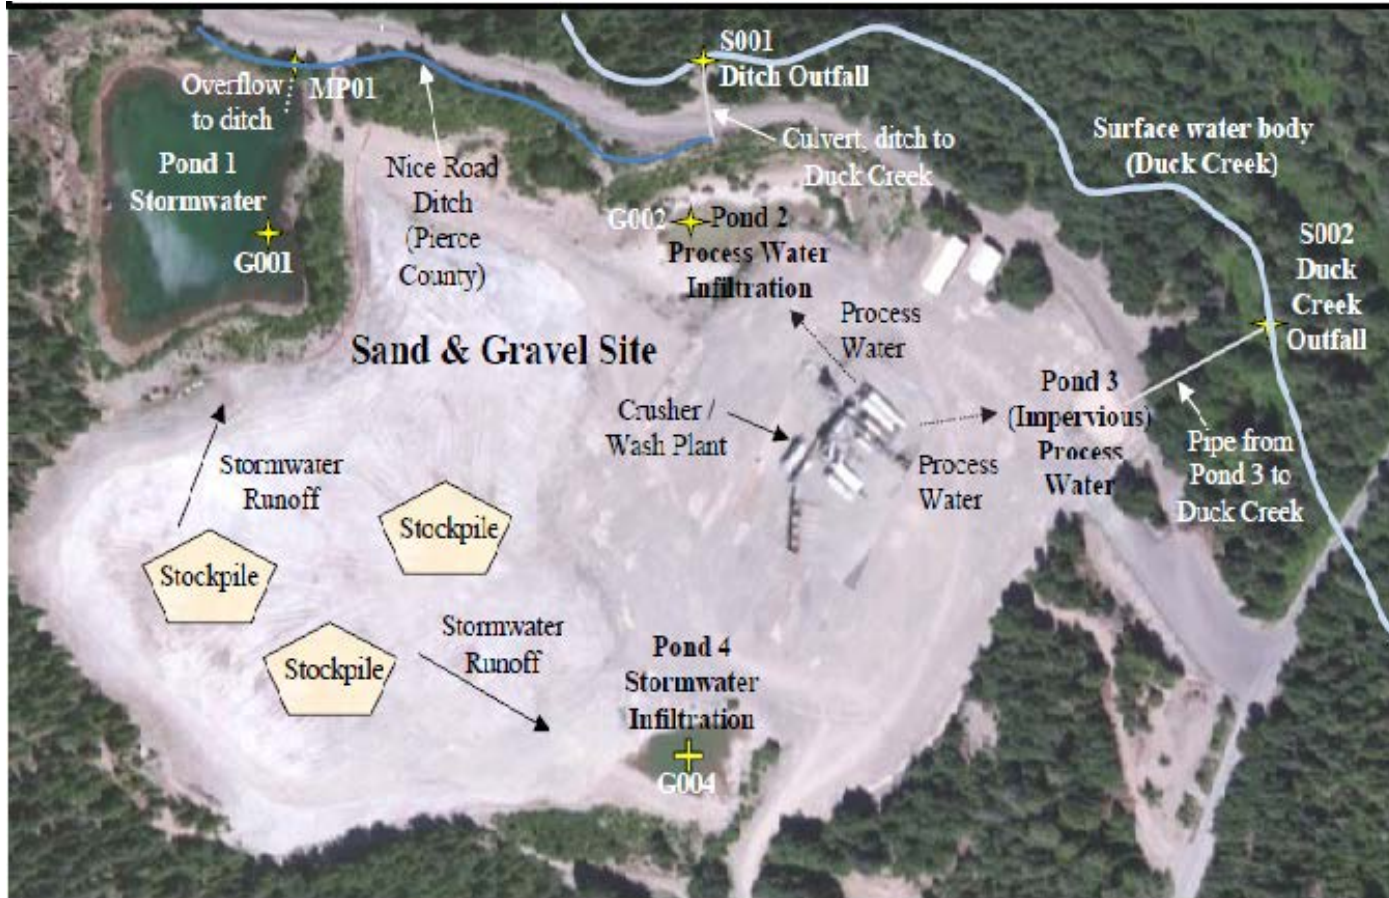 S001
Ditch Outfall
Overflow
to ditch
MP01
Culvert, ditch to
Duck Creek
Surface water body
(Duck Creek)
Pond 1
Stormwater
G001
Nice Road
Ditch
(Pierce
County)
G002
Pond 2
Process Water
Infiltration
S002
Duck
Creek
Outfall
Process
Water
Sand & Gravel Site
Crusher /
Wash Plant
Pond 3
(Impervious)
Process
Water
Process
Water
Pipe from
Pond 3 to
Duck Creek
Stormwater
Runoff
Stockpile
Stockpile
Stockpile
Stormwater
Runoff
Pond 4
Stormwater
Infiltration
G004